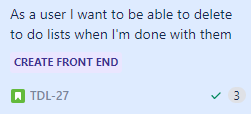 As a user I want to be able to delete
to do lists when I'm done with them
CREATE FRONT END
TDL-27
3